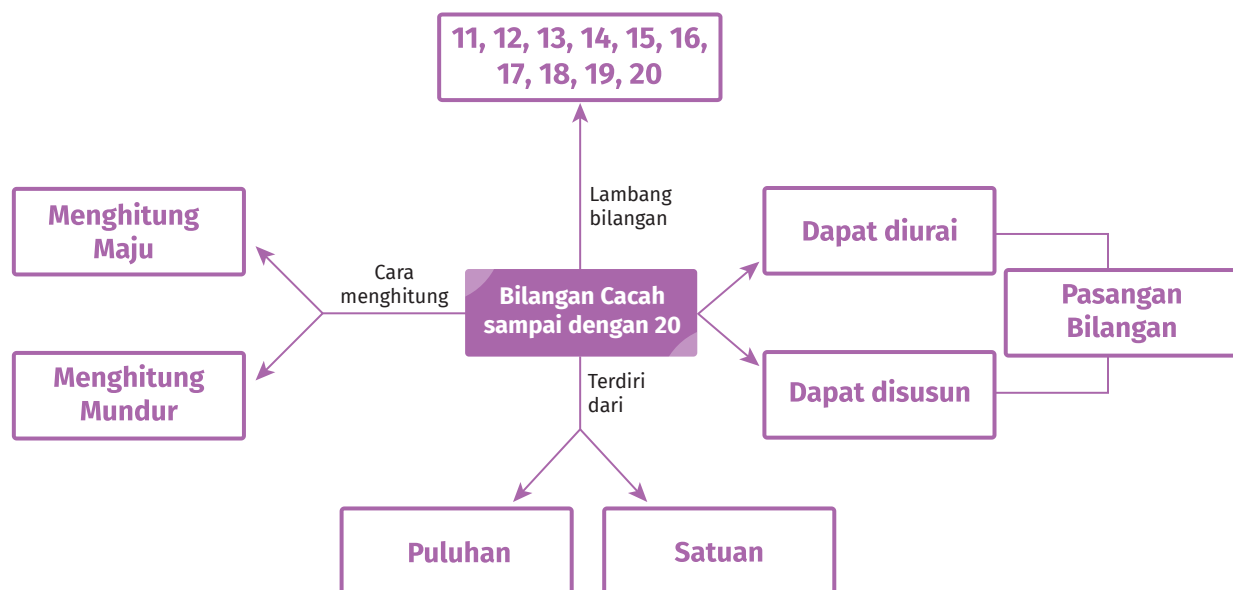 11, 12, 13, 14, 15, 16,
17, 18, 19, 20
Lambang
bilangan
Menghitung
Maju
Cara
menghitung
Menghitung
Mundur
Bilangan Cacah
sampai dengan 20
Dapat diurai
Dapat disusun
Pasangan
Bilangan
Terdiri
dari
Puluhan
Satuan